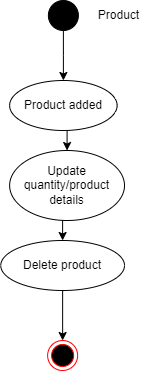 Product
Product added
Update
quantity/product
details
Delete product